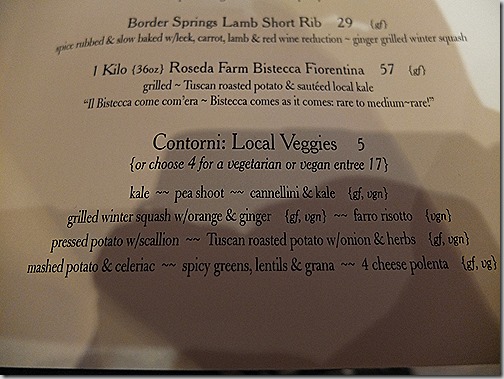 Border Springs Lamb Short Rib 29 {gf}
spice rubbed & slow baked w/leek, carrot, lamb & red wine reduction ~ ginger grilled winter squash
1 Kilo {36oz} Roseda Farm Bistecca Fiorentina 57 {gf}
grilled ~ Tuscan roasted potato & sautéed local kale
"Il Bistecca come com'era ~ Bistecca comes as it comes: rare to medium~rare!"
Contorni: Local Veggies 5
{or choose 4 for a vegetarian or vegan entree 17}
kale ~~ pea shoot ~~ cannellini & kale {gf, vgn}
grilled winter squash w/orange & ginger {gf, vgn} ~~ farro risotto {vgn}
pressed potato w/scallion ~~ Tuscan roasted potato w/onion & herbs {gf, vgn}
mashed potato & celeriac ~~ spicy greens, lentils & grana ~~ 4 cheese polenta {gf, vg}